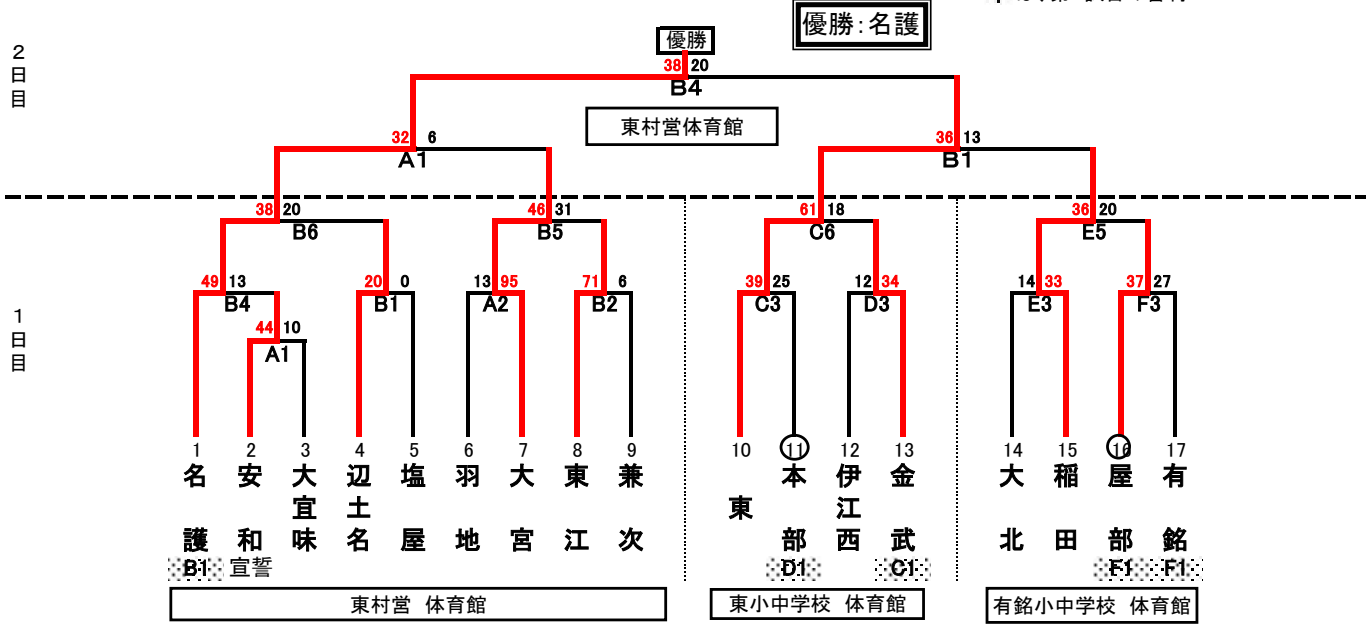 優勝：名護
優勝
2日目
38 20
B4
東村営体育館
32 6
A1
36 13
B1
38 20
B6
46 31
B5
61 18
C6
36 20
E5
49 13
B4
20 0
B1
13 95
A2
71 6
B2
39 25
C3
12 34
D3
14 33
E3
37 27
F3
1日目
44 10
A1
1 2 3 4 5 6 7 8 9 10 11 12 13 14 15 16 17
名護
安和
大宜味
辺土名
塩屋
羽地
大宮
東江
兼次
東
本部
伊江西
金武
大北
稲田
屋部
有銘
B1 宣誓 D1 C1 F1 F1
東村営 体育館
東小中学校 体育館
有銘小中学校 体育館